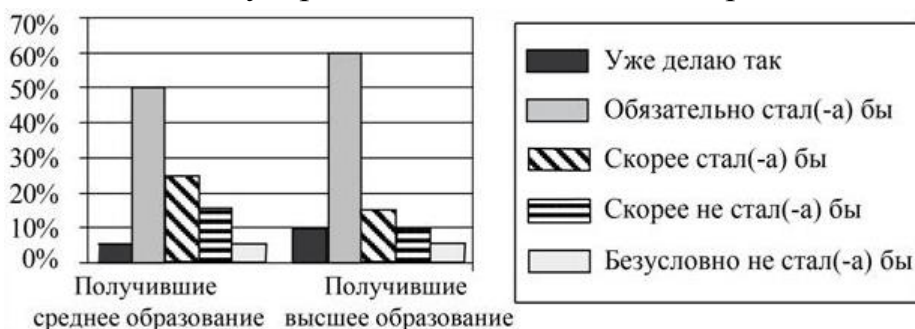 70%
60%
50%
40%
30%
20%
10%
0%
Получившие
среднее образование
Получившие
высшее образование
Уже делаю так
Обязательно стал(-а) бы
Скорее стал(-а) бы
Скорее не стал(-а) бы
Безусловно не стал(-а) бы